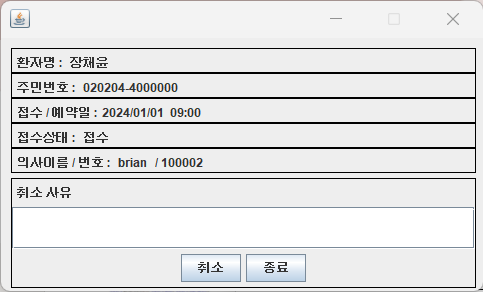 환자명 : 장채윤
주민번호 : 020204-4000000
접수 / 예약일 : 2024/01/01 09:00
접수상태 : 접수
의사이름 / 번호 : brian / 100002
취소 사유
취소 종료